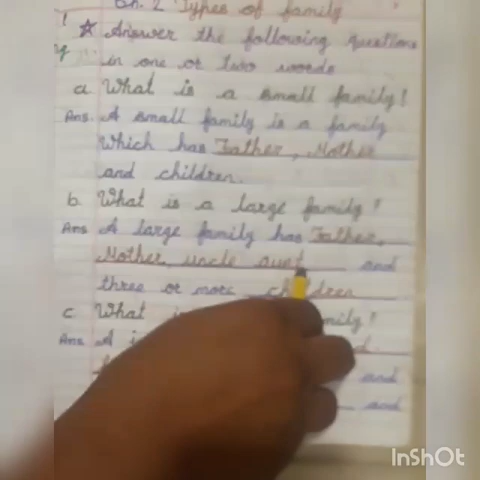 Ch. 2 Types of family
Answer the following questions
in one or two words
a. What is a small family?
Ans. A small family is a family
which has Father, Mother
and children.
b. What is a large family?
Ans A large family has Father,
Mother, uncle aunt and
three or more children
c. What family?
Ans. A
and
and
InShOt